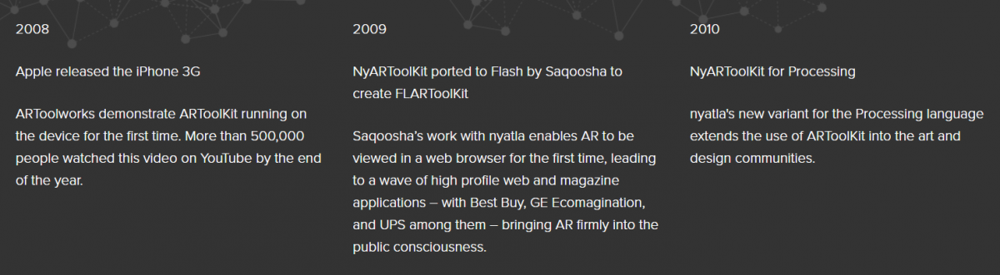 2008
Apple released the iPhone 3G
ARToolworks demonstrate ARToolKit running on
the device for the first time. More than 500,000
people watched this video on YouTube by the end
of the year.
2009
NyARToolKit ported to Flash by Saqoosha to
create FLARToolKit
Saqoosha’s work with nyatla enables AR to be
viewed in a web browser for the first time, leading
to a wave of high profile web and magazine
applications – with Best Buy, GE Ecomagination,
and UPS among them – bringing AR firmly into the
public consciousness.
2010
NyARToolKit for Processing
nyatla's new variant for the Processing language
extends the use of ARToolKit into the art and
design communities.